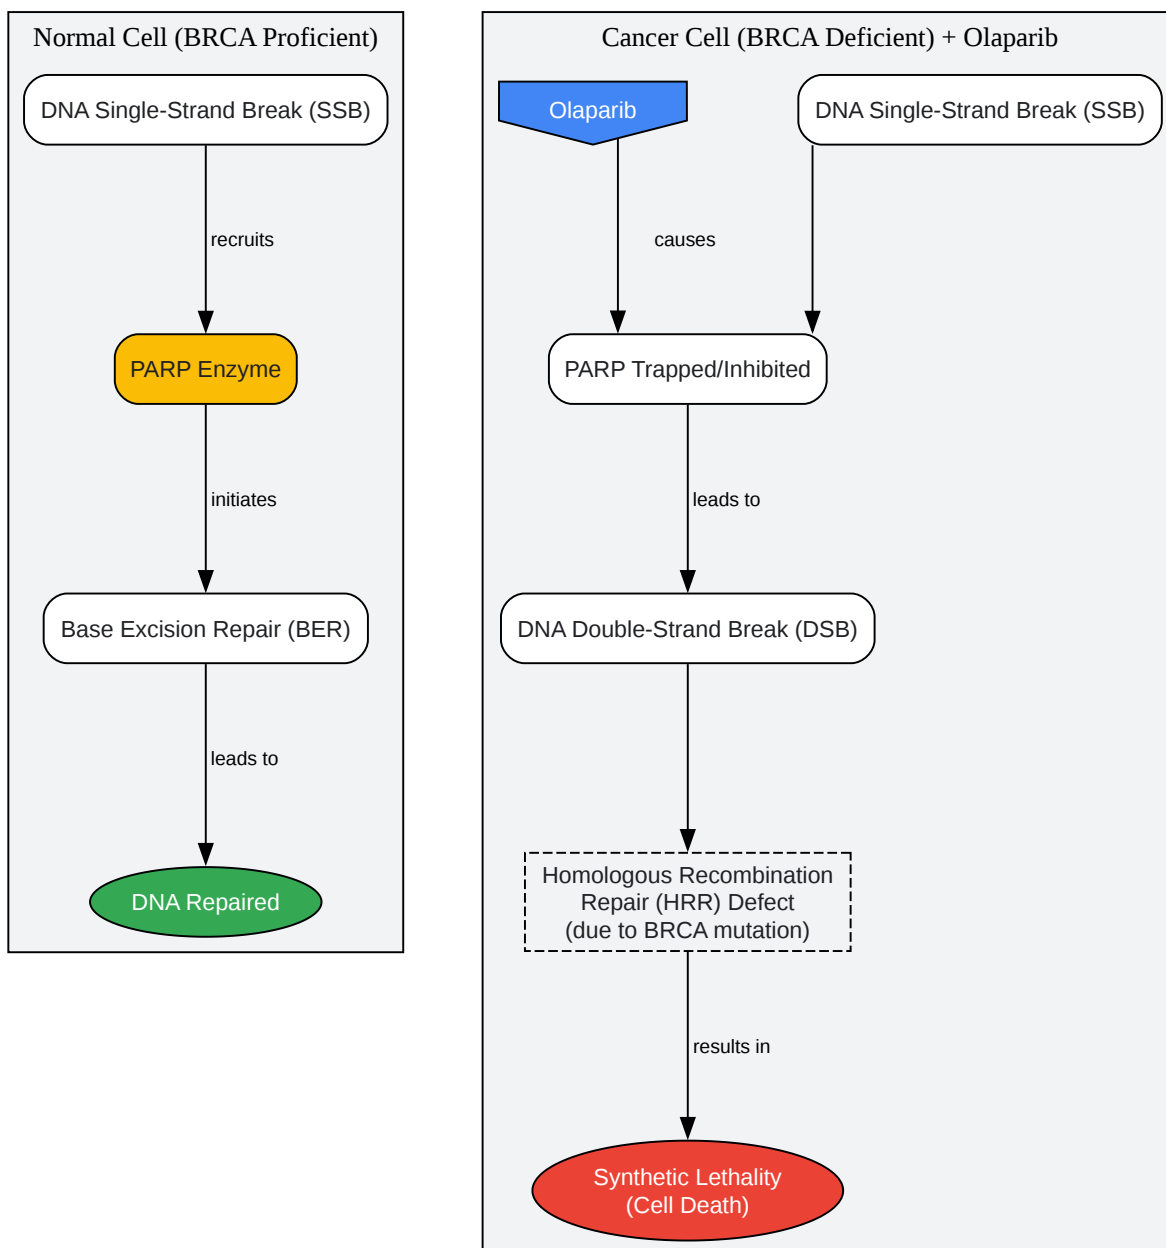 Normal Cell (BRCA Proficient)
DNA Single-Strand Break (SSB)
recruits
PARP Enzyme
initiates
Base Excision Repair (BER)
leads to
DNA Repaired
Cancer Cell (BRCA Deficient) + Olaparib
Olaparib
DNA Single-Strand Break (SSB)
causes
PARP Trapped/Inhibited
leads to
DNA Double-Strand Break (DSB)
Homologous Recombination
Repair (HRR) Defect
(due to BRCA mutation)
results in
Synthetic Lethality
(Cell Death)